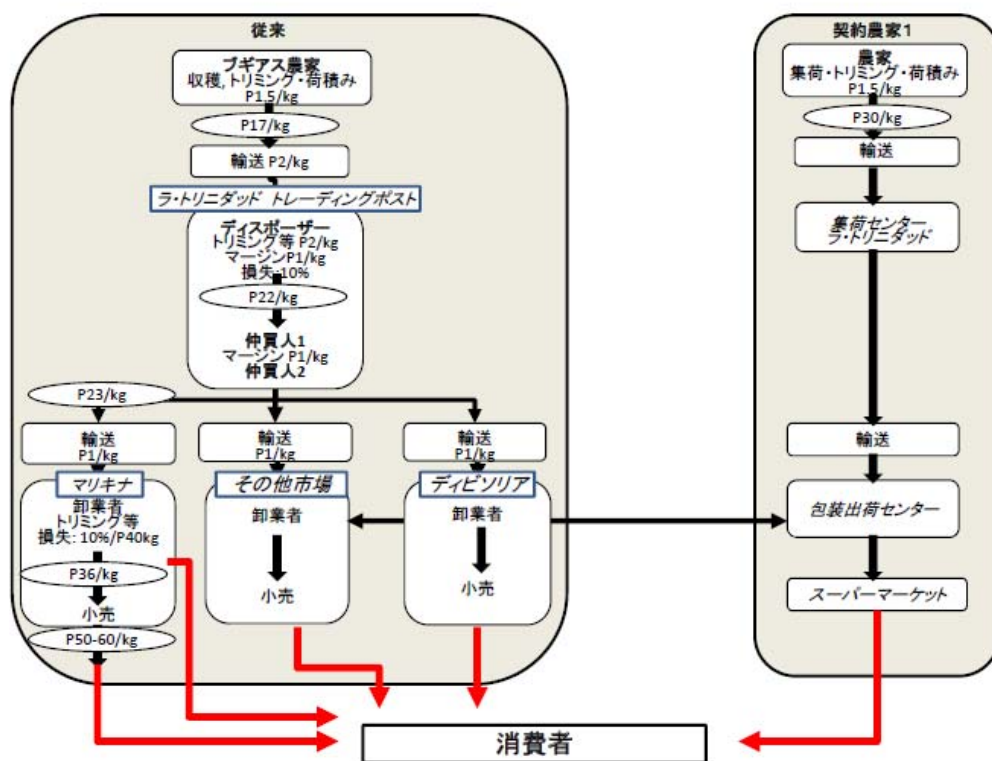 従来
ブギアス農家
収穫,トリミング・荷積み
P1.5/kg
P17/kg
輸送 P2/kg
ラ・トリニダッド トレーディングポスト
ディスポーザー
トリミング等 P2/kg
マージンP1/kg
損失:10%
P22/kg
仲買人1
マージン P1/kg
仲買人2
P23/kg
輸送
P1/kg
輸送
P1/kg
輸送
P1/kg
マリキナ
卸業者
トリミング等
損失: 10%/P40kg
P36/kg
小売
P50-60/kg
その他市場
卸業者
小売
ディビソリア
卸業者
小売
契約農家1
農家
集荷・トリミング・荷積み
P1.5/kg
P30/kg
輸送
集荷センター
ラ・トリニダッド
輸送
包装出荷センター
スーパーマーケット
消費者